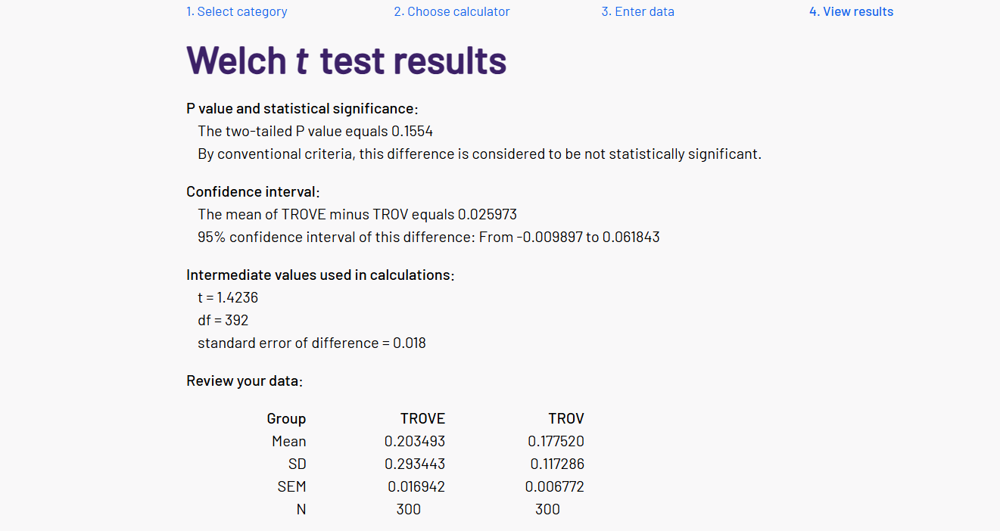 1. Select category 2. Choose calculator 3. Enter data 4. View results
Welch t test results
P value and statistical significance:
The two-tailed P value equals 0.1554
By conventional criteria, this difference is considered to be not statistically significant.
Confidence interval:
The mean of TROVE minus TROV equals 0.025973
95% confidence interval of this difference: From -0.009897 to 0.061843
Intermediate values used in calculations:
t = 1.4236
df = 392
standard error of difference = 0.018
Review your data:
Group TROVE TROV
Mean 0.203493 0.177520
SD 0.293443 0.117286
SEM 0.016942 0.006772
N 300 300